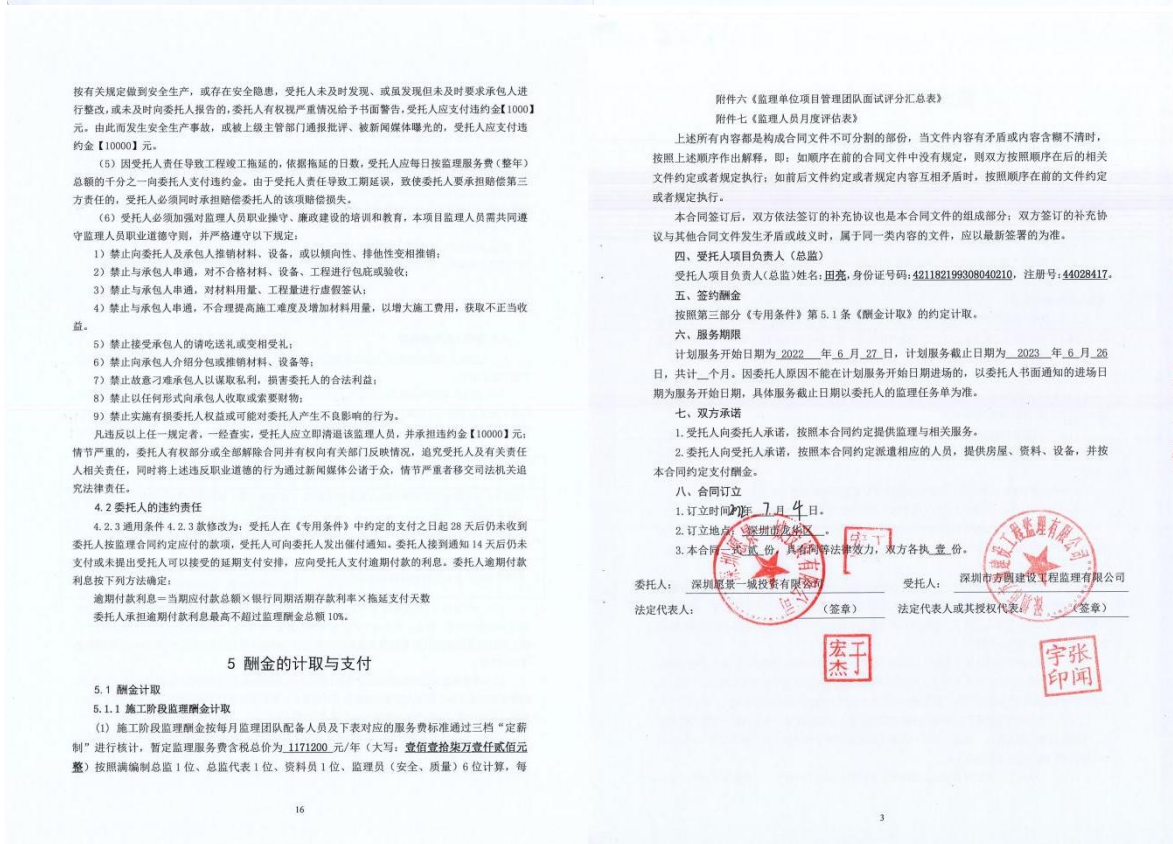 按有关规定做到安全生产，或存在安全隐患，受托人未及时发现、或虽发现但未及时要求承包人进
行整改，或未及时向委托人报告的，委托人有权视严重情况给予书面警告，受托人应支付违约金【1000】
元。由此而发生安全生产事故，或被上级主管部门通报批评、被新闻媒体曝光的，受托人应支付违
约金【10000】元。
（5）因受托人责任导致工程竣工拖延的，依据拖延的日数，受托人应每日按监理服务费（整年）
总额的千分之一向委托人支付违约金。由于受托人责任导致工期延误，致使委托人要承担赔偿第三
方责任的，受托人必须同时承担赔偿委托人的该项赔偿损失。
（6）受托人必须加强对监理人员职业操守、廉政建设的培训和教育，本项目监理人员需共同遵
守监理人员职业道德守则，并严格遵守以下规定：
1）禁止向委托人及承包人推销材料、设备，或以倾向性、排他性变相推销；
2）禁止与承包人串通，对不合格材料、设备、工程进行包庇或验收；
3）禁止与承包人串通，对材料用量、工程量进行虚假签认；
4）禁止与承包人串通，不合理提高施工难度及增加材料用量，以增大施工费用，获取不正当收
益。
5）禁止接受承包人的请吃送礼或变相受礼；
6）禁止向承包人介绍分包或推销材料、设备等；
7）禁止故意刁难承包人以谋取私利，损害委托人的合法利益；
8）禁止以任何形式向承包人收取或索要财物；
9）禁止实施有损委托人权益或可能对委托人产生不良影响的行为。
凡违反以上任一规定者，一经查实，受托人应立即清退该监理人员，并承担违约金【10000】元；
情节严重的，委托人有权部分或全部解除合同并有权向有关部门反映情况，追究受托人及有关责任
人相关责任，同时将上述违反职业道德的行为通过新闻媒体公诸于众，情节严重者移交司法机关追
究法律责任。
4.2委托人的违约责任
4.2.3通用条件4.2.3款修改为：受托人在《专用条件》中约定的支付之日起28天后仍未收到
委托人按监理合同约定应付的款项，受托人可向委托人发出催付通知。委托人接到通知14天后仍未
支付或未提出受托人可以接受的延期支付安排，应向受托人支付逾期付款的利息。委托人逾期付款
利息按下列方法确定：
逾期付款利息＝当期应付款总额×银行同期活期存款利率×拖延支付天数
委托人承担逾期付款利息最高不超过监理酬金总额10%。
5 酬金的计取与支付
5.1 酬金计取
5.1.1 施工阶段监理酬金计取
(1) 施工阶段监理酬金按每月监理团队配备人员及下表对应的服务费标准通过三档“定薪
制”进行核计，暂定监理服务费含税总价为 1171200 元/年（大写：壹佰壹拾柒万壹仟贰佰元
整）按照满编制总监1位、总监代表1位、资料员1位、监理员（安全、质量）6位计算，每
16
附件六《监理单位项目管理团队面试评分汇总表》
附件七《监理人员月度评估表》
上述所有内容都是构成合同文件不可分割的部份，当文件内容有矛盾或内容含糊不清时，
按照上述顺序作出解释，即：如顺序在前的合同文件中没有规定，则双方按照顺序在后的相关
文件约定或者规定执行；如前后文件约定或者规定内容互相矛盾时，按照顺序在前的文件约定
或者规定执行。
本合同签订后，双方依法签订的补充协议也是本合同文件的组成部分；双方签订的补充协
议与其他合同文件发生矛盾或歧义时，属于同一类内容的文件，应以最新签署的为准。
四、受托人项目负责人（总监）
受托人项目负责人(总监)姓名：田亮，身份证号码：421182199308040210，注册号：44028417。
五、签约酬金
按照第三部分《专用条件》第5.1条《酬金计取》的约定计取。
六、服务期限
计划服务开始日期为 2022 年 6 月 27 日，计划服务截止日期为 2023 年 6 月 26
日，共计__个月。因委托人原因不能在计划服务开始日期进场的，以委托人书面通知的进场日
期为服务开始日期，具体服务截止日期以委托人的监理任务单为准。
七、双方承诺
1.受托人向委托人承诺，按照本合同约定提供监理与相关服务。
2.委托人向受托人承诺，按照本合同约定派遣相应的人员，提供房屋、资料、设备，并按
本合同约定支付酬金。
八、合同订立
1.订立时间 年 7 月 4 日。
2.订立地点：深圳市龙华区。
3.本合同一式 贰 份，具有同等法律效力，双方各执 壹 份。
委托人： 深圳愿景一城投资有限公司
受托人： 深圳市方圆建设工程监理有限公司
法定代表人： （签章）
法定代表人或其授权代表： （签章）
于宏杰
张闻宇印
3